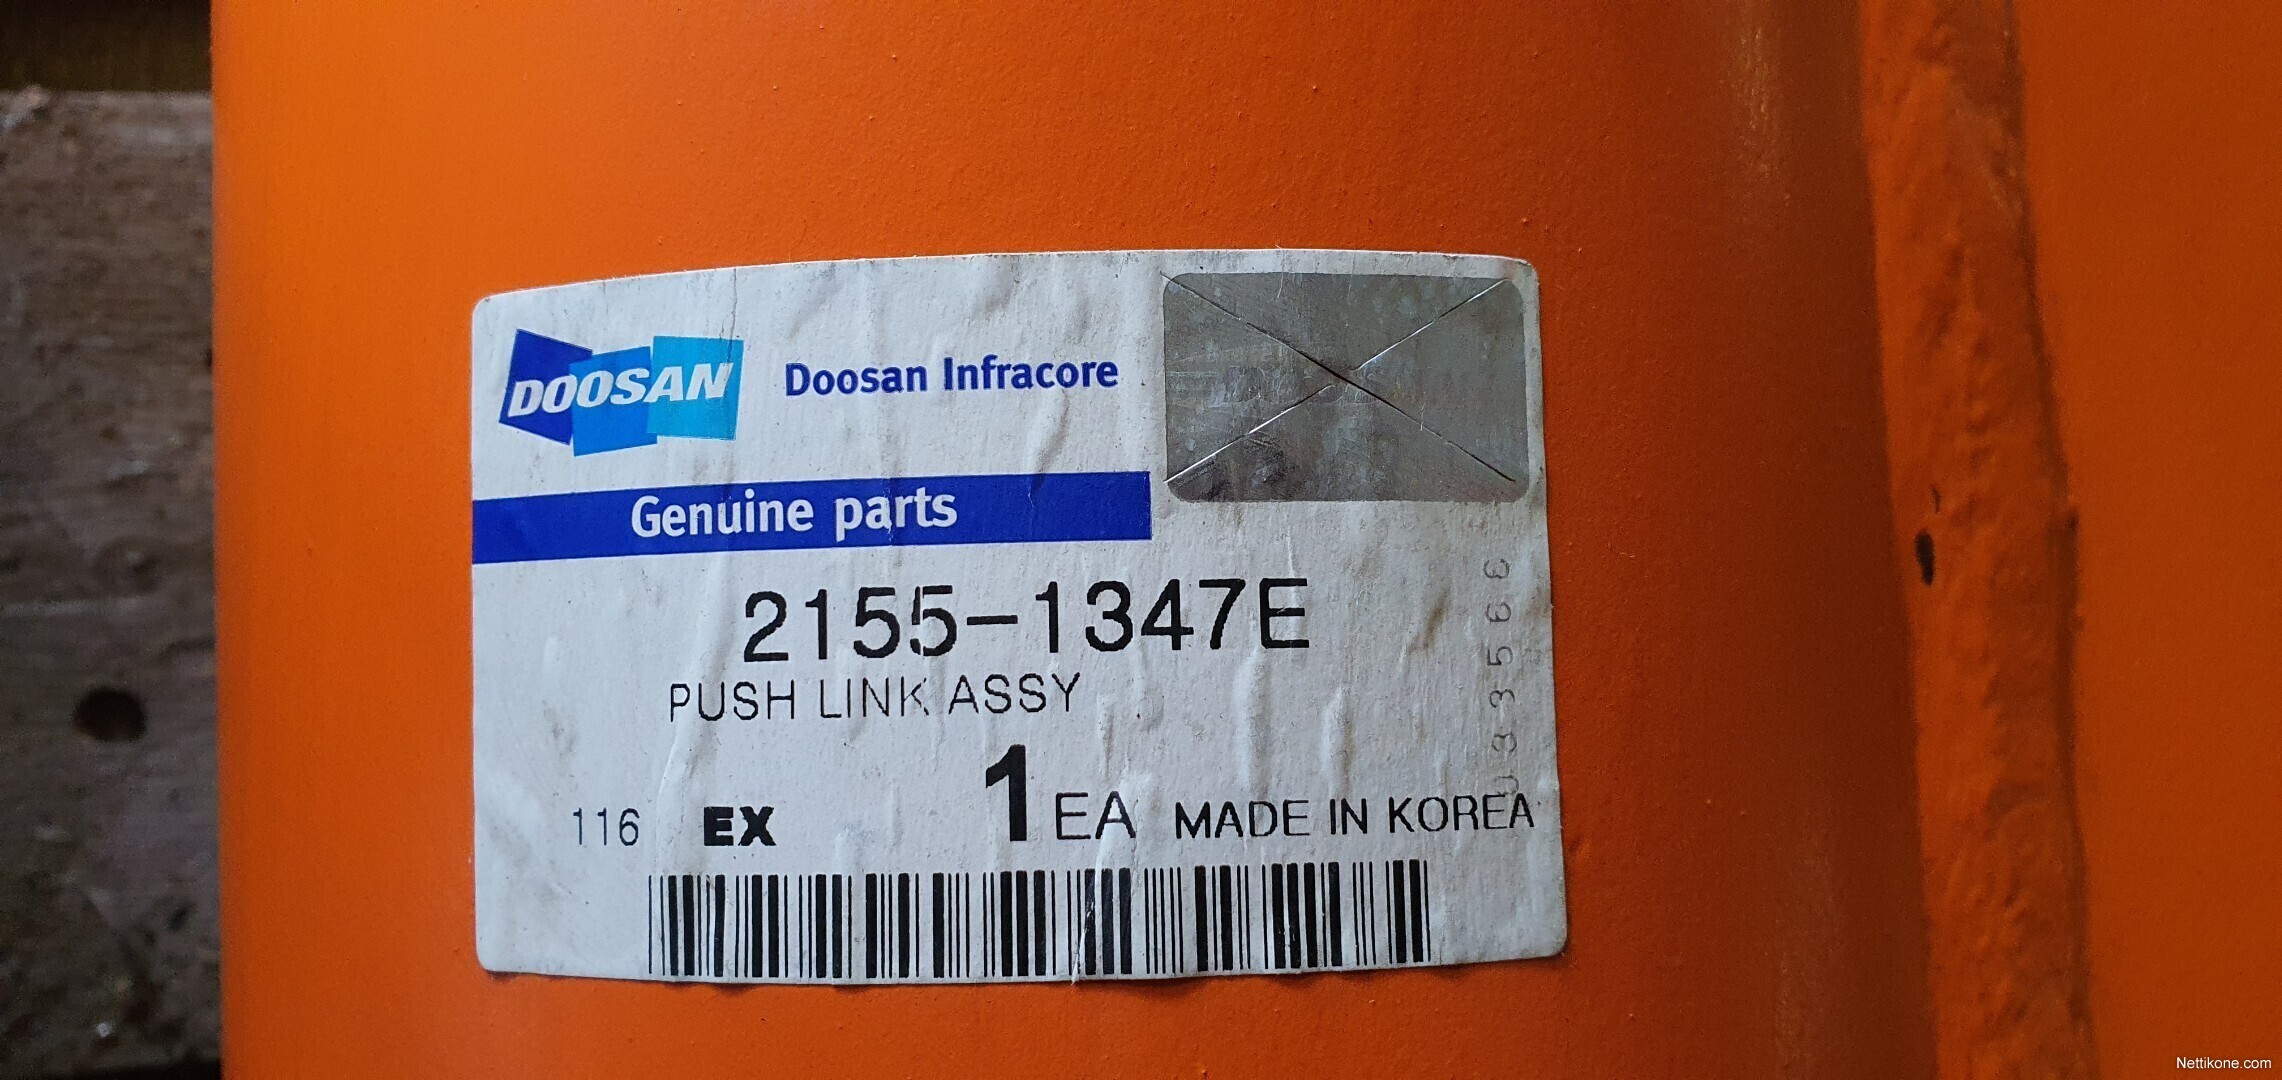 DOOSAN
Doosan Infracore
Genuine parts
2155-1347E
PUSH LINK ASSY
116 EX 1 EA MADE IN KOREA
Nettikone.com